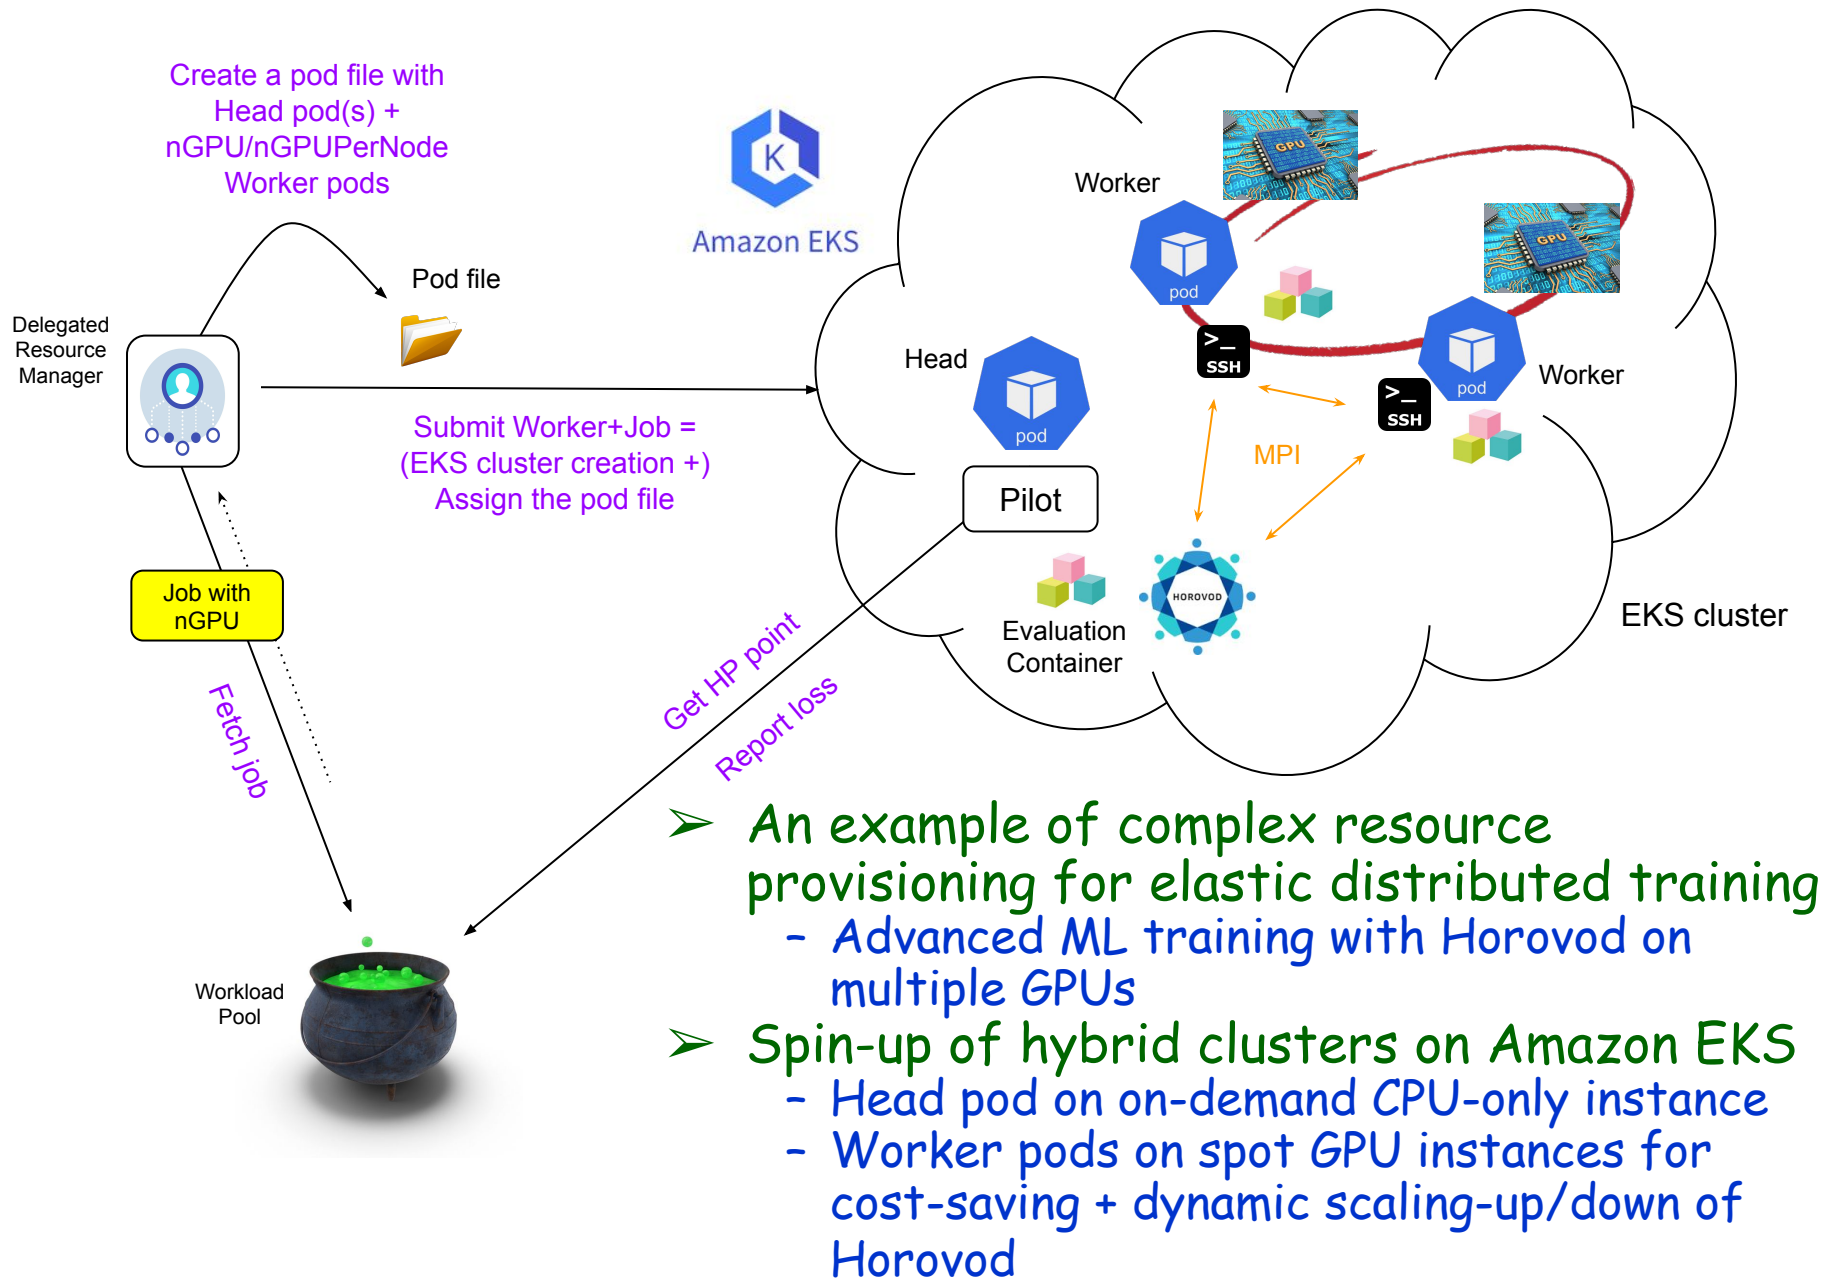 Create a pod file with
Head pod(s) +
nGPU/nGPUPerNode
Worker pods
K
Amazon EKS
Pod file
Delegated
Resource
Manager
Submit Worker+Job =
(EKS cluster creation +)
Assign the pod file
Job with
nGPU
Fetch job
Workload
Pool
Get HP point
Report loss
Worker
GPU
GPU
pod
>_
SSH
Head
pod
pod
Worker
>_
SSH
MPI
Pilot
HOROVOD
Evaluation
Container
EKS cluster
➢ An example of complex resource
provisioning for elastic distributed training
– Advanced ML training with Horovod on
multiple GPUs
➢ Spin-up of hybrid clusters on Amazon EKS
– Head pod on on-demand CPU-only instance
– Worker pods on spot GPU instances for
cost-saving + dynamic scaling-up/down of
Horovod